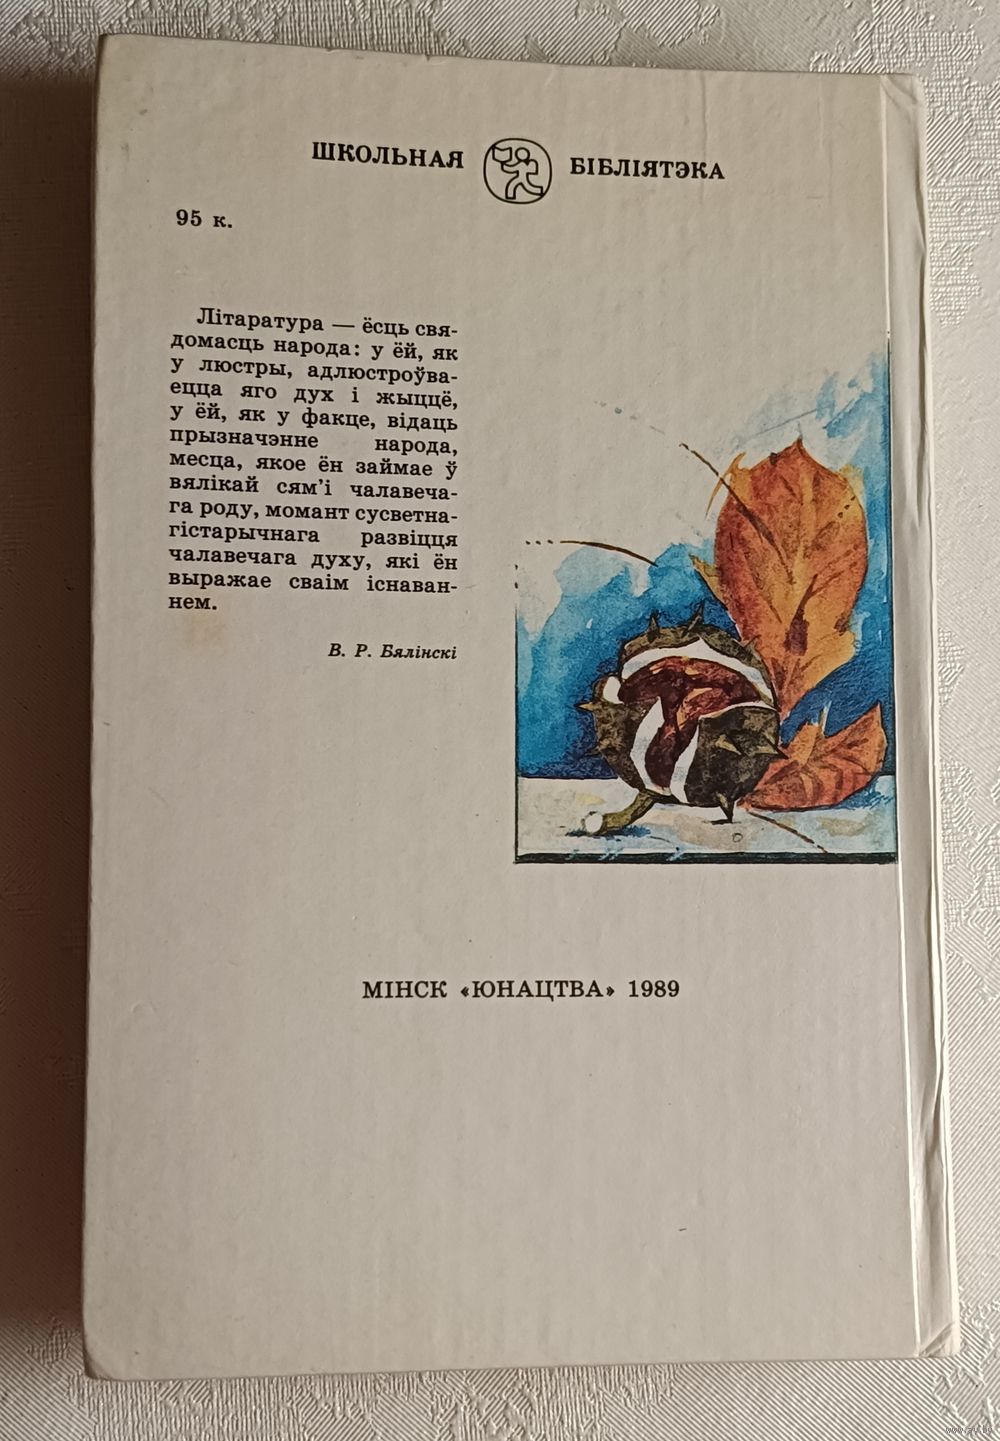 ШКОЛЬНАЯ БІБЛІЯТЭКА
95 к.
Літаратура — ёсць свя-
домасць народа: у ёй, як
у люстры, адлюстроўва-
ецца яго дух і жыццё,
у ёй, як у факце, відаць
прызначэнне народа,
месца, якое ён займае ў
вялікай сям'і чалавеча-
га роду, момант сусветна-
гістарычнага развіцця
чалавечага духу, які ён
выражае сваім існаван-
нем.
В. Р. Бялінскі
МІНСК «ЮНАЦТВА» 1989